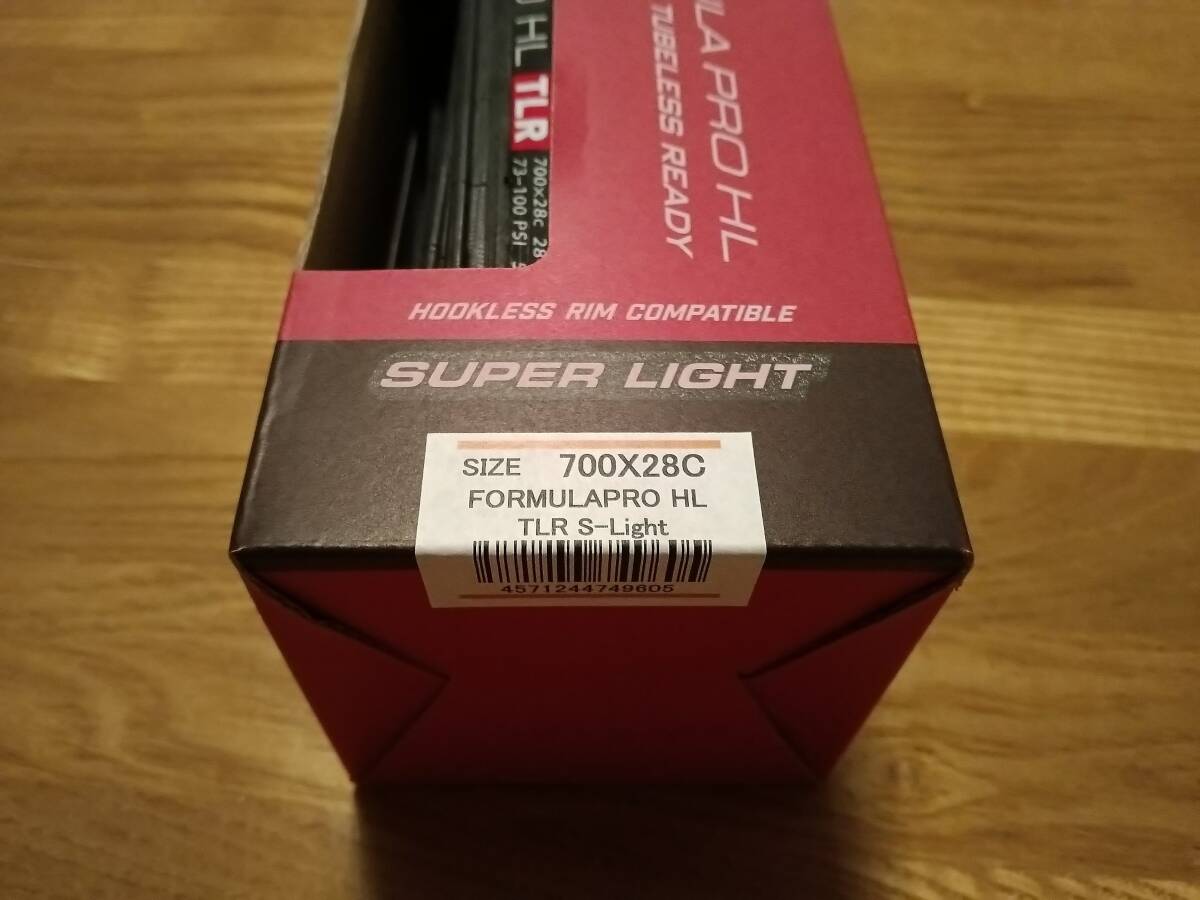 HL TLR
700x28c 28
73-100 PSI
PRO HL
TUBELESS READY
HOOKLESS RIM COMPATIBLE
SUPER LIGHT
SIZE 700X28C
FORMULAPRO HL
TLR S-Light
4571244749605